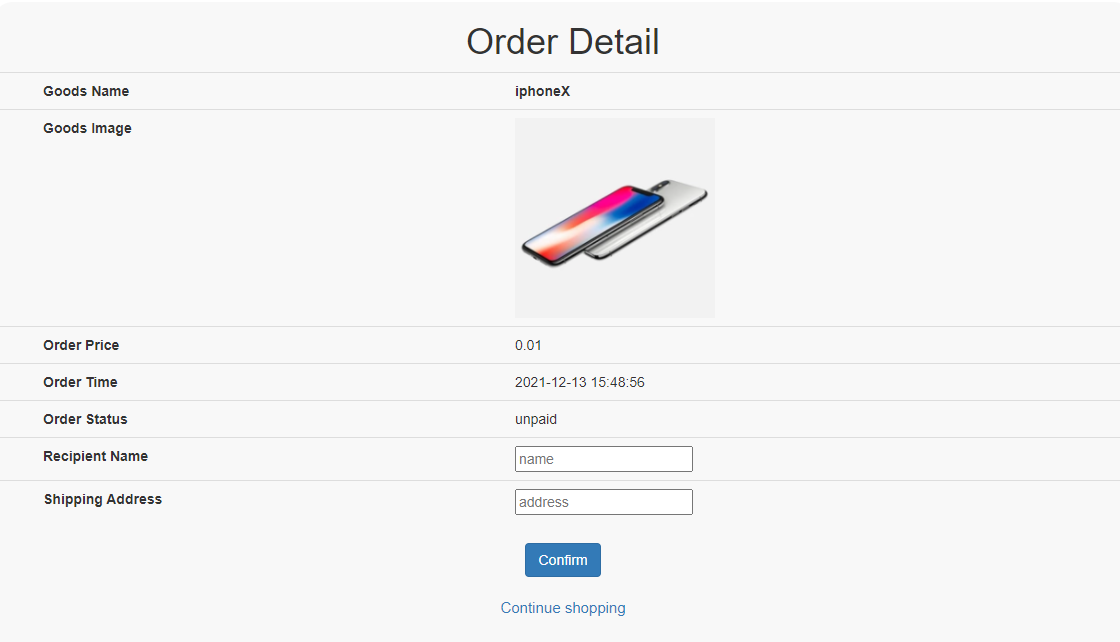 Order Detail
Goods Name iphoneX
Goods Image
Order Price 0.01
Order Time 2021-12-13 15:48:56
Order Status unpaid
Recipient Name name
Shipping Address address
Confirm
Continue shopping